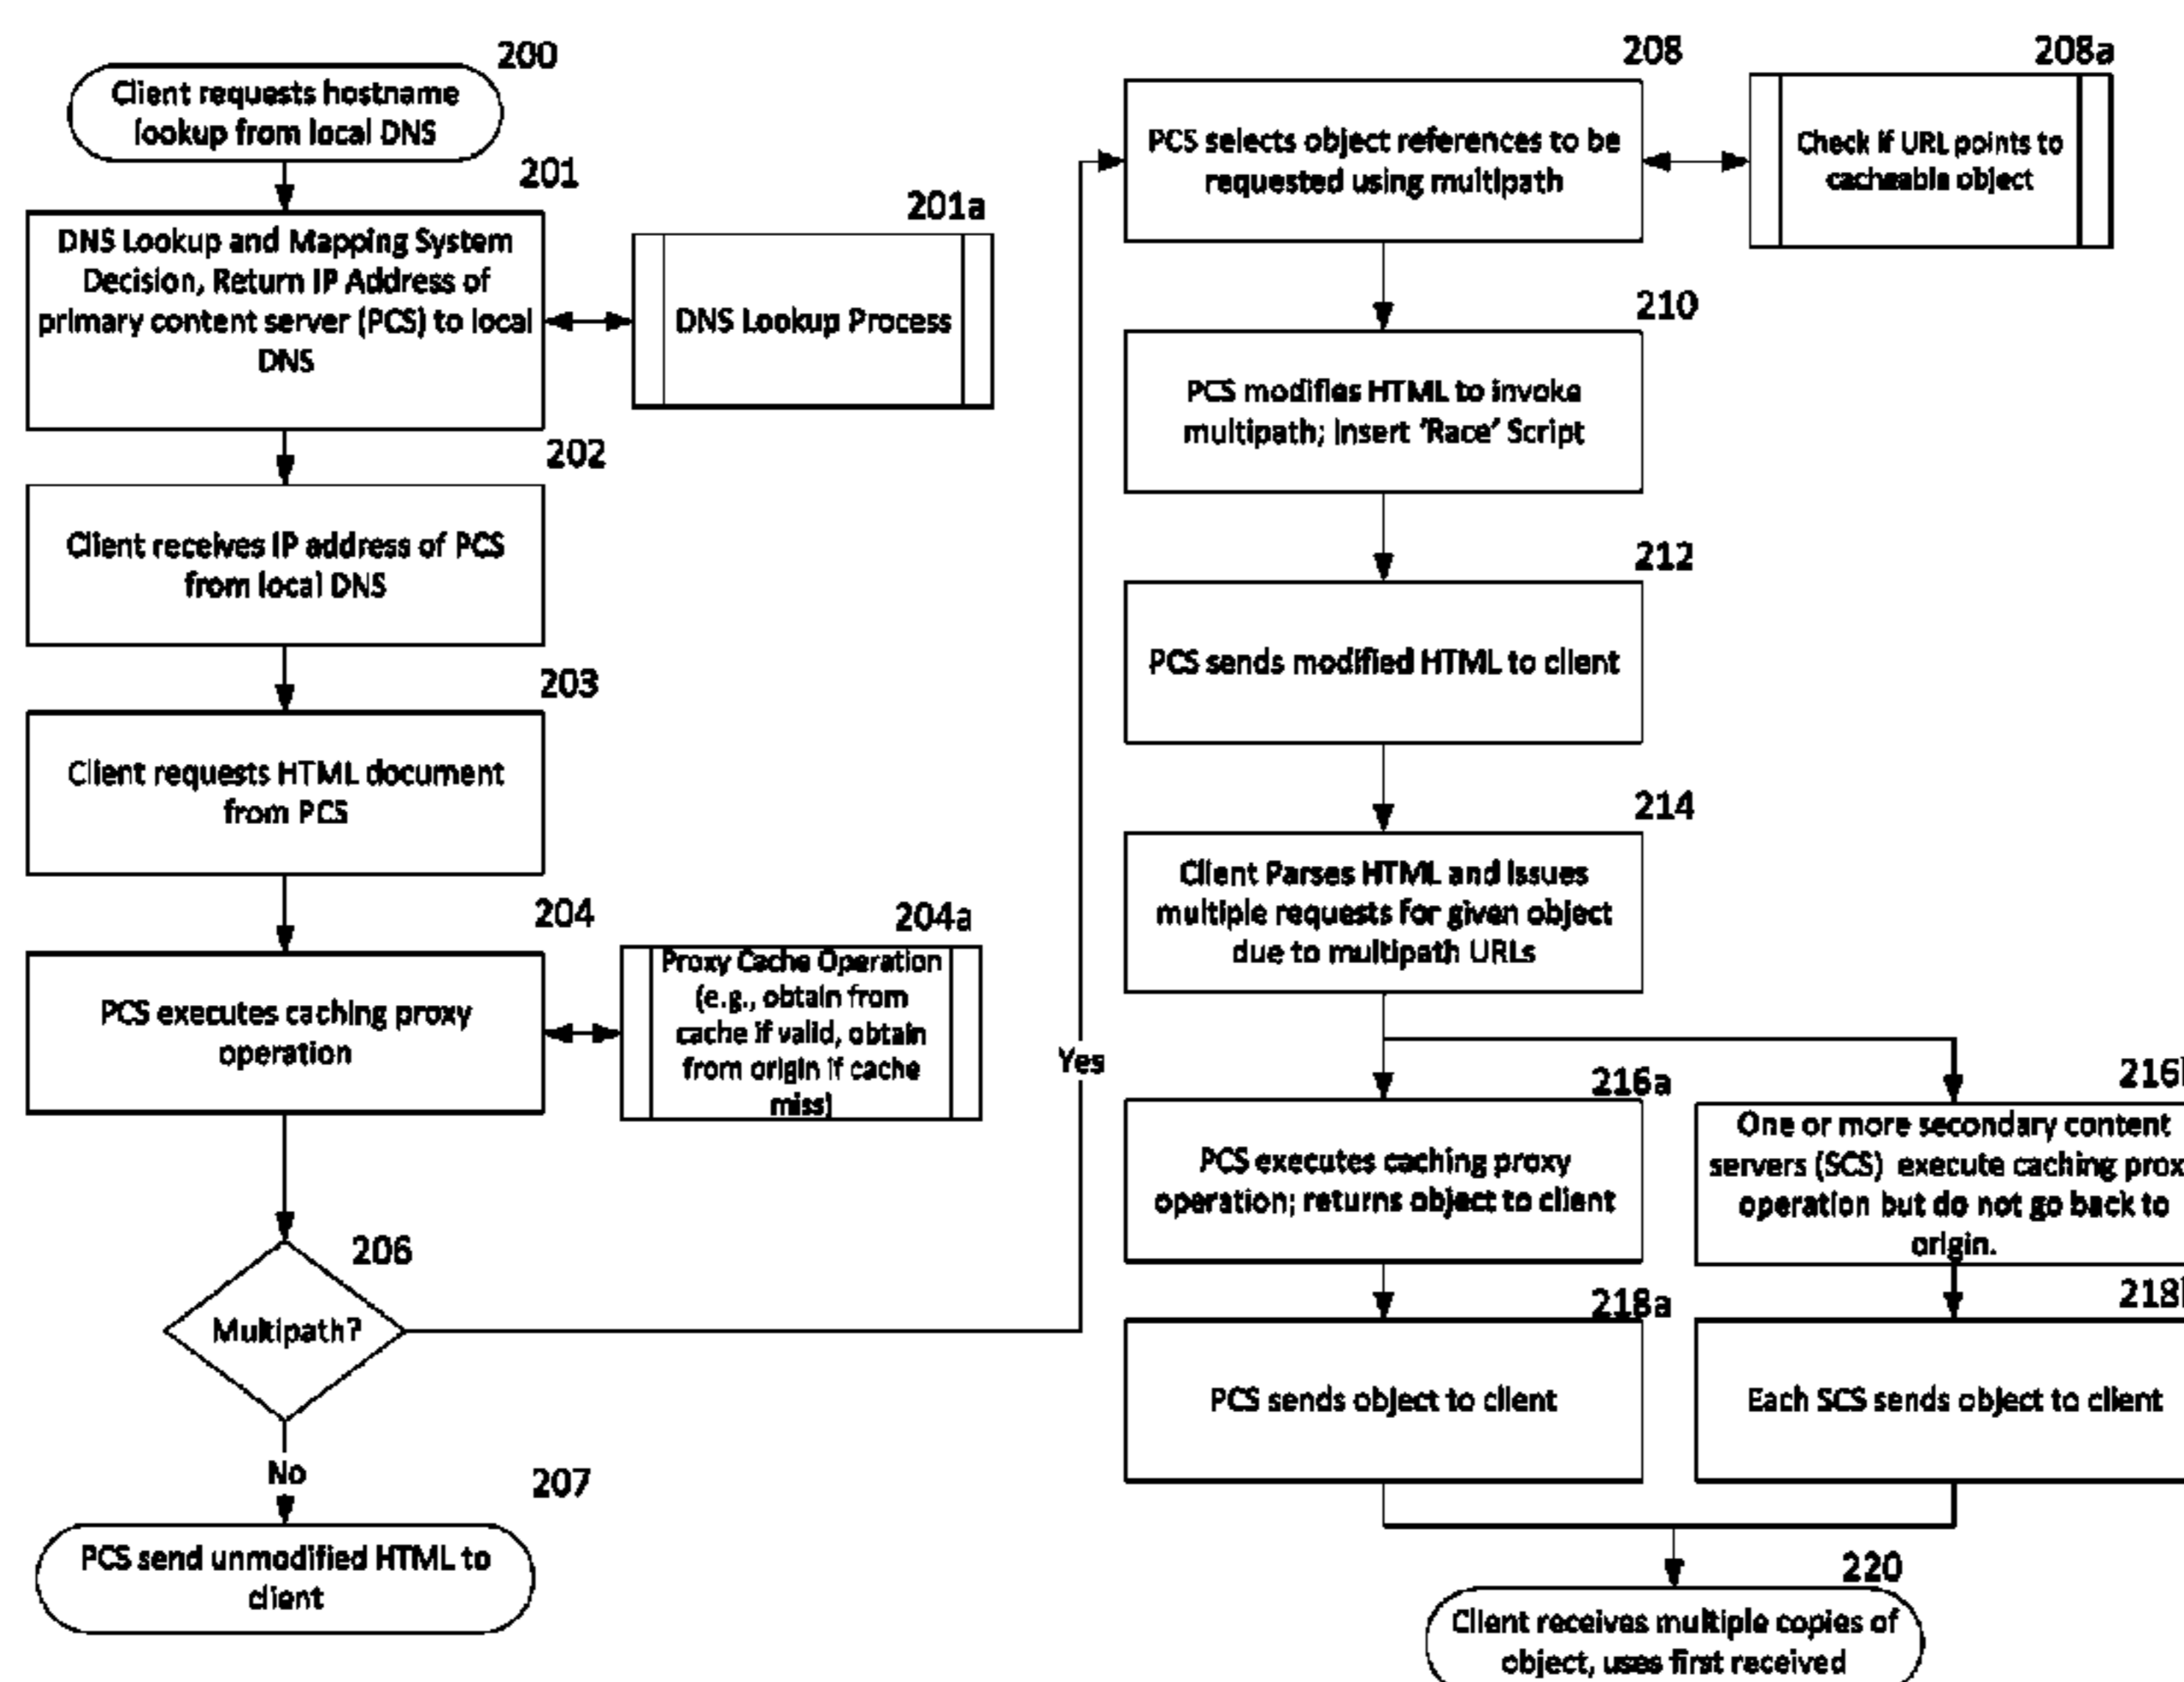 200
Client requests hostname
lookup from local DNS
201
DNS Lookup and Mapping System
Decision, Return IP Address of
primary content server (PCS) to local
DNS
201a
DNS Lookup Process
202
Client receives IP address of PCS
from local DNS
203
Client requests HTML document
from PCS
204
PCS executes caching proxy
operation
204a
Proxy Cache Operation
(e.g., obtain from
cache if valid, obtain
from origin if cache
miss)
206
Multipath?
Yes
No
207
PCS send unmodified HTML to
client
208
PCS selects object references to be
requested using multipath
208a
Check if URL points to
cacheable object
210
PCS modifies HTML to invoke
multipath; Insert 'Race' Script
212
PCS sends modified HTML to client
214
Client Parses HTML and Issues
multiple requests for given object
due to multipath URLs
216a
PCS executes caching proxy
operation; returns object to client
216
One or more secondary content
servers (SCS) execute caching prox
operation but do not go back to
origin.
218a
PCS sends object to client
218
Each SCS sends object to client
220
Client receives multiple copies of
object, uses first received